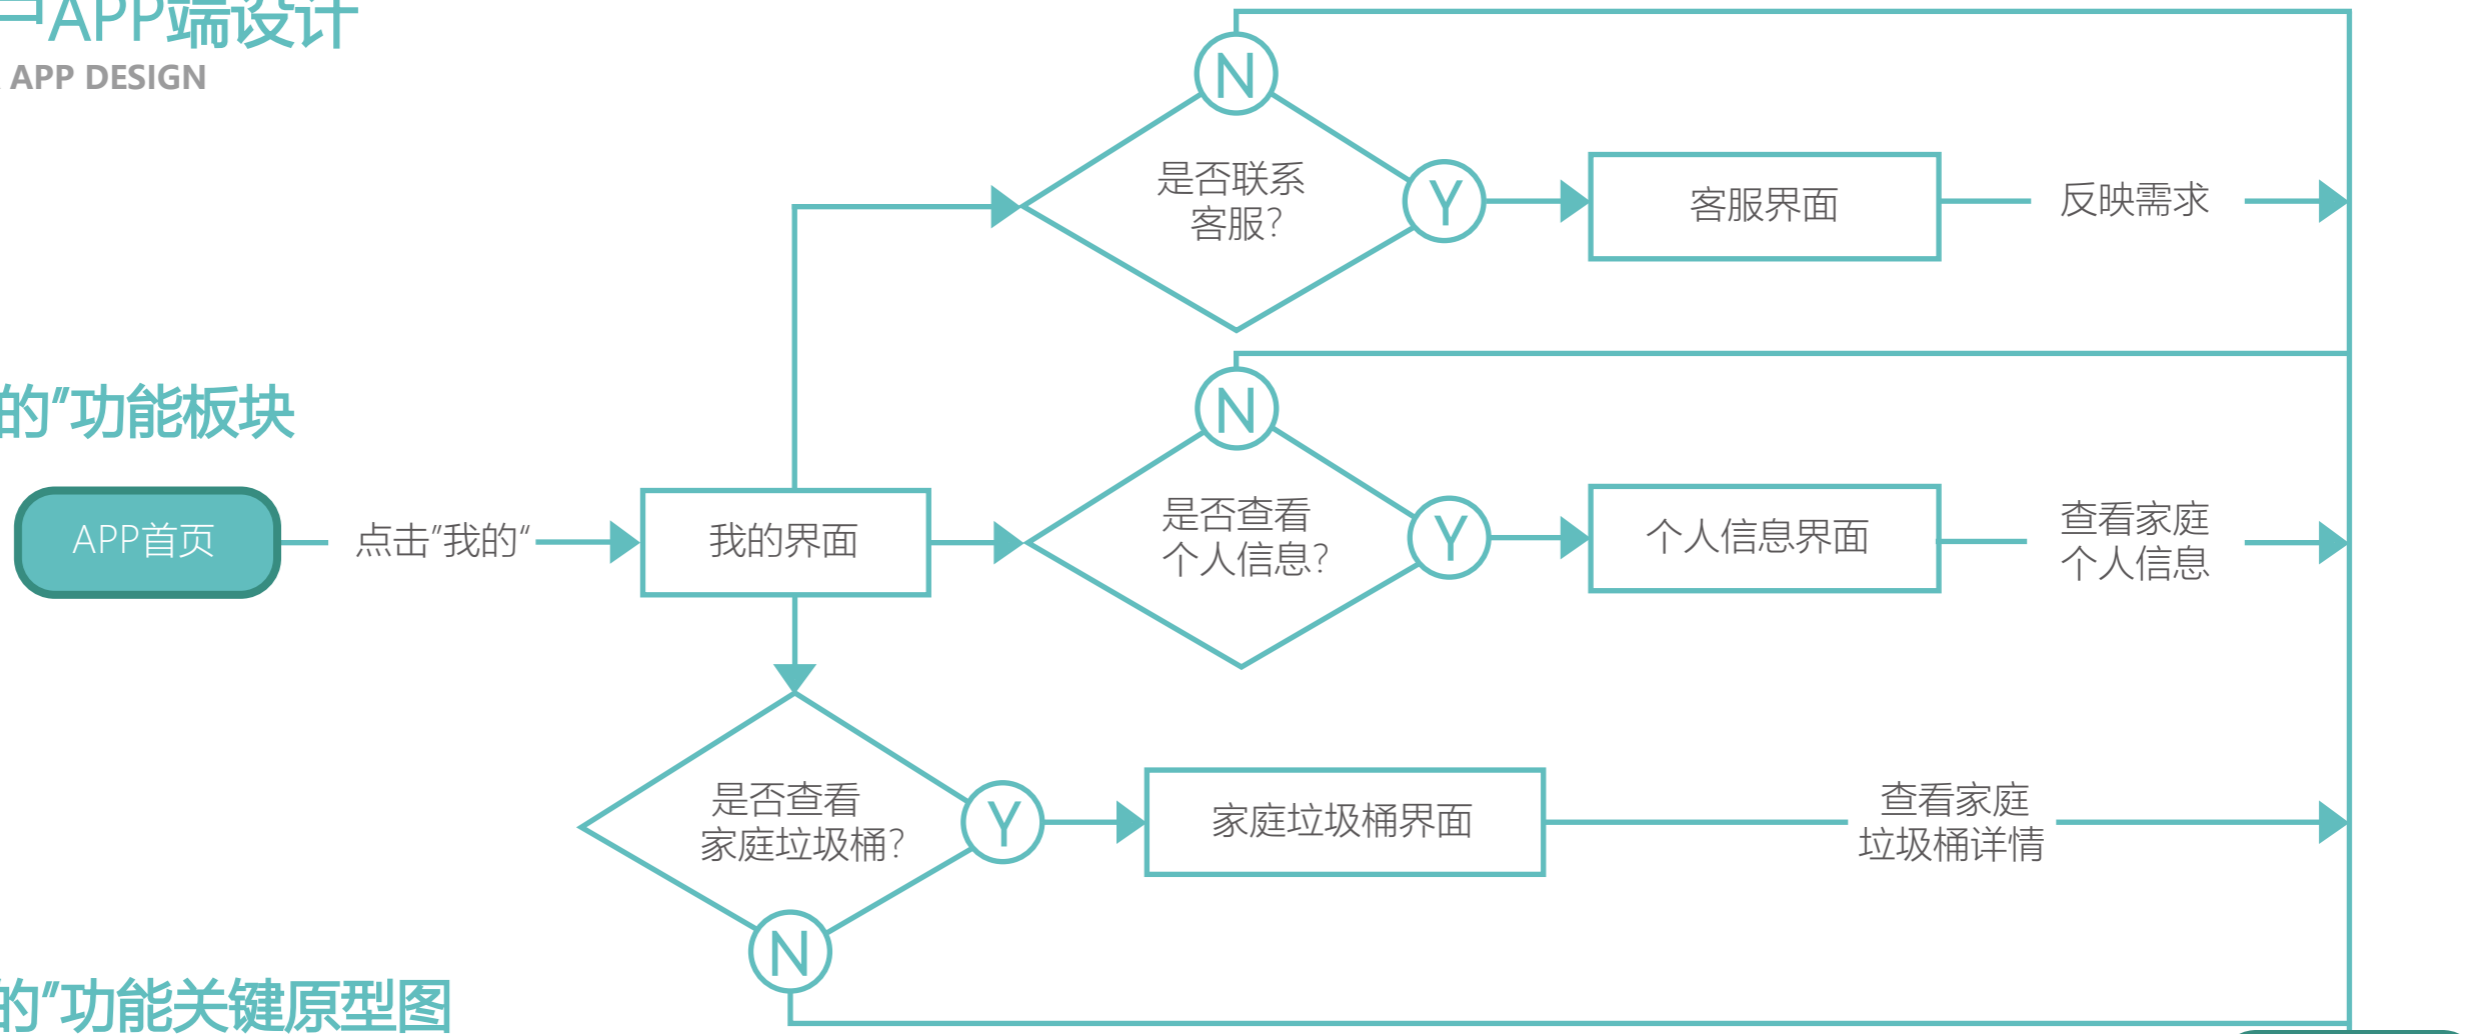 APP端设计
APP DESIGN
N
是否联系
客服?
Y
客服界面
反映需求
的"功能板块
N
APP首页
点击"我的"
我的界面
是否查看
个人信息?
Y
个人信息界面
查看家庭
个人信息
是否查看
家庭垃圾桶?
Y
家庭垃圾桶界面
查看家庭
垃圾桶详情
N
的"功能关键原型图